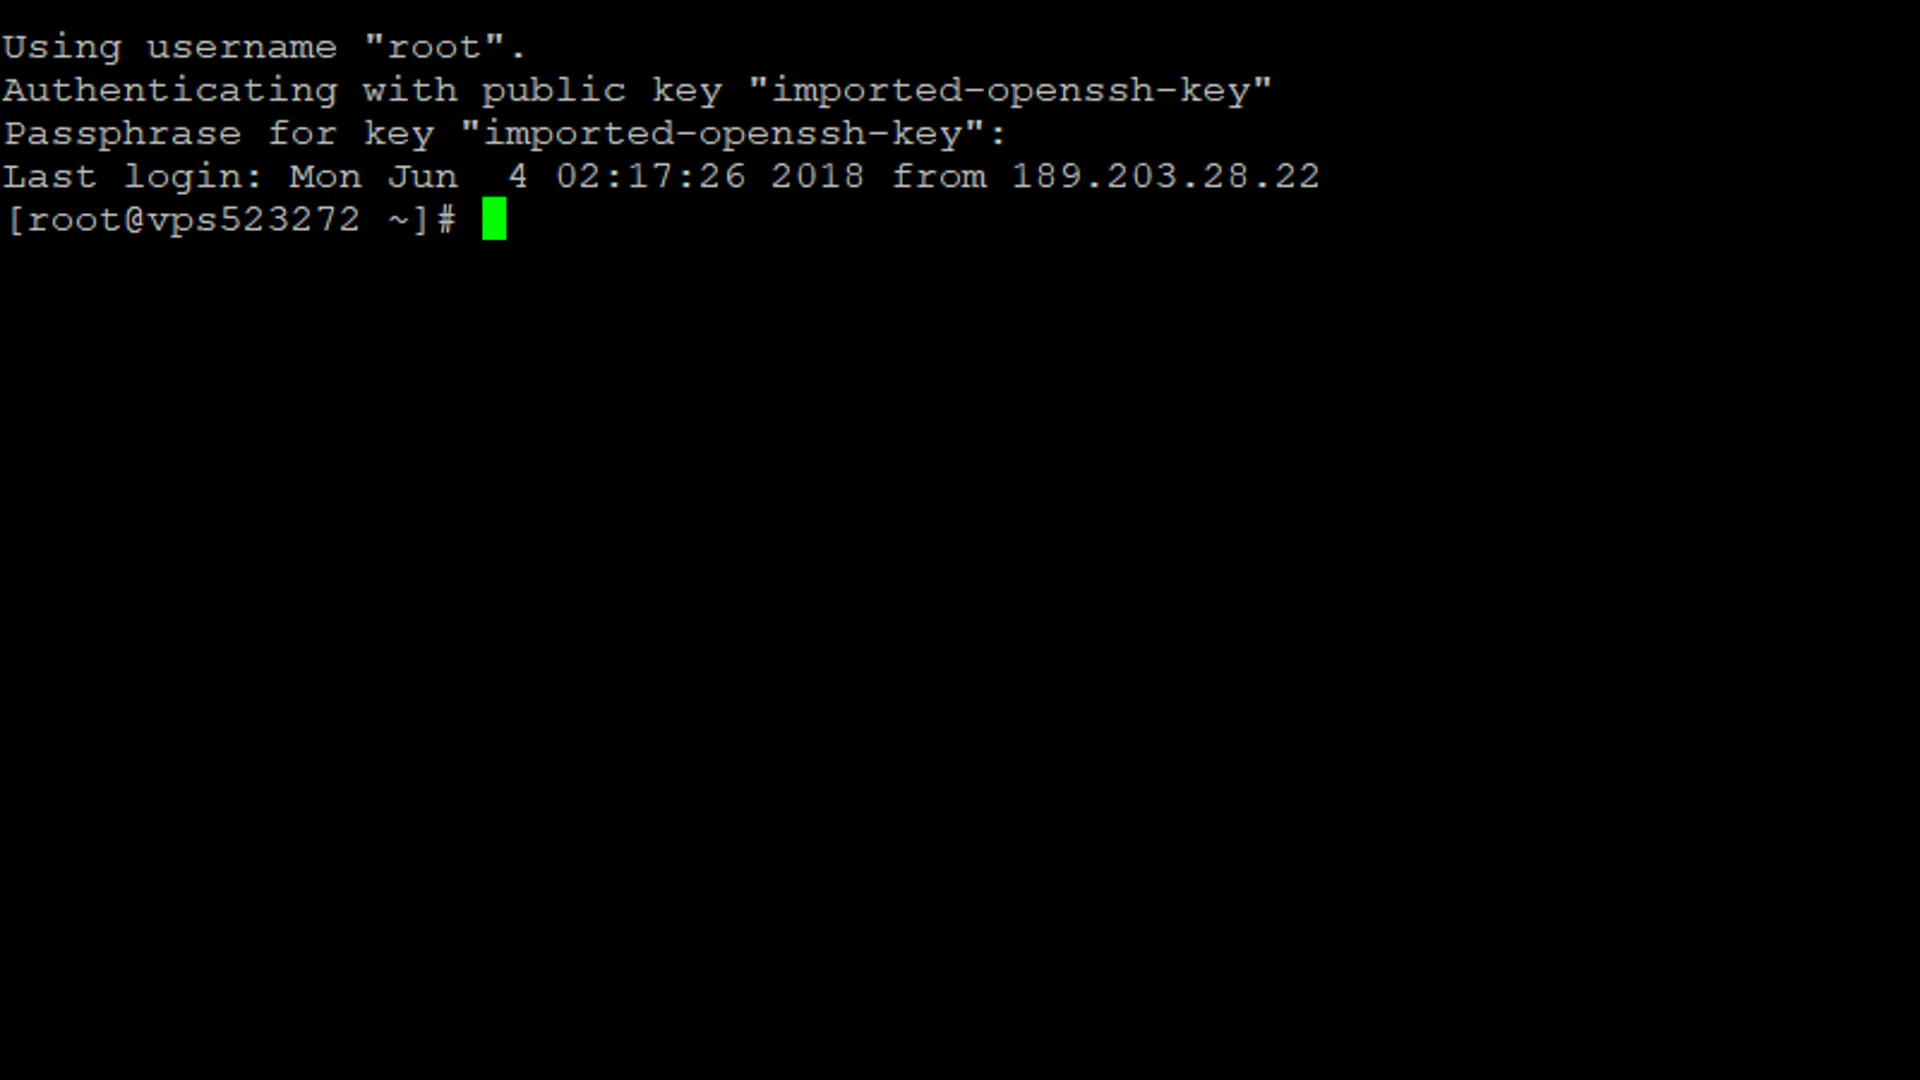 Using username "root".
Authenticating with public key "imported-openssh-key"
Passphrase for key "imported-openssh-key":
Last login: Mon Jun  4 02:17:26 2018 from 189.203.28.22
[root@vps523272 ~]#